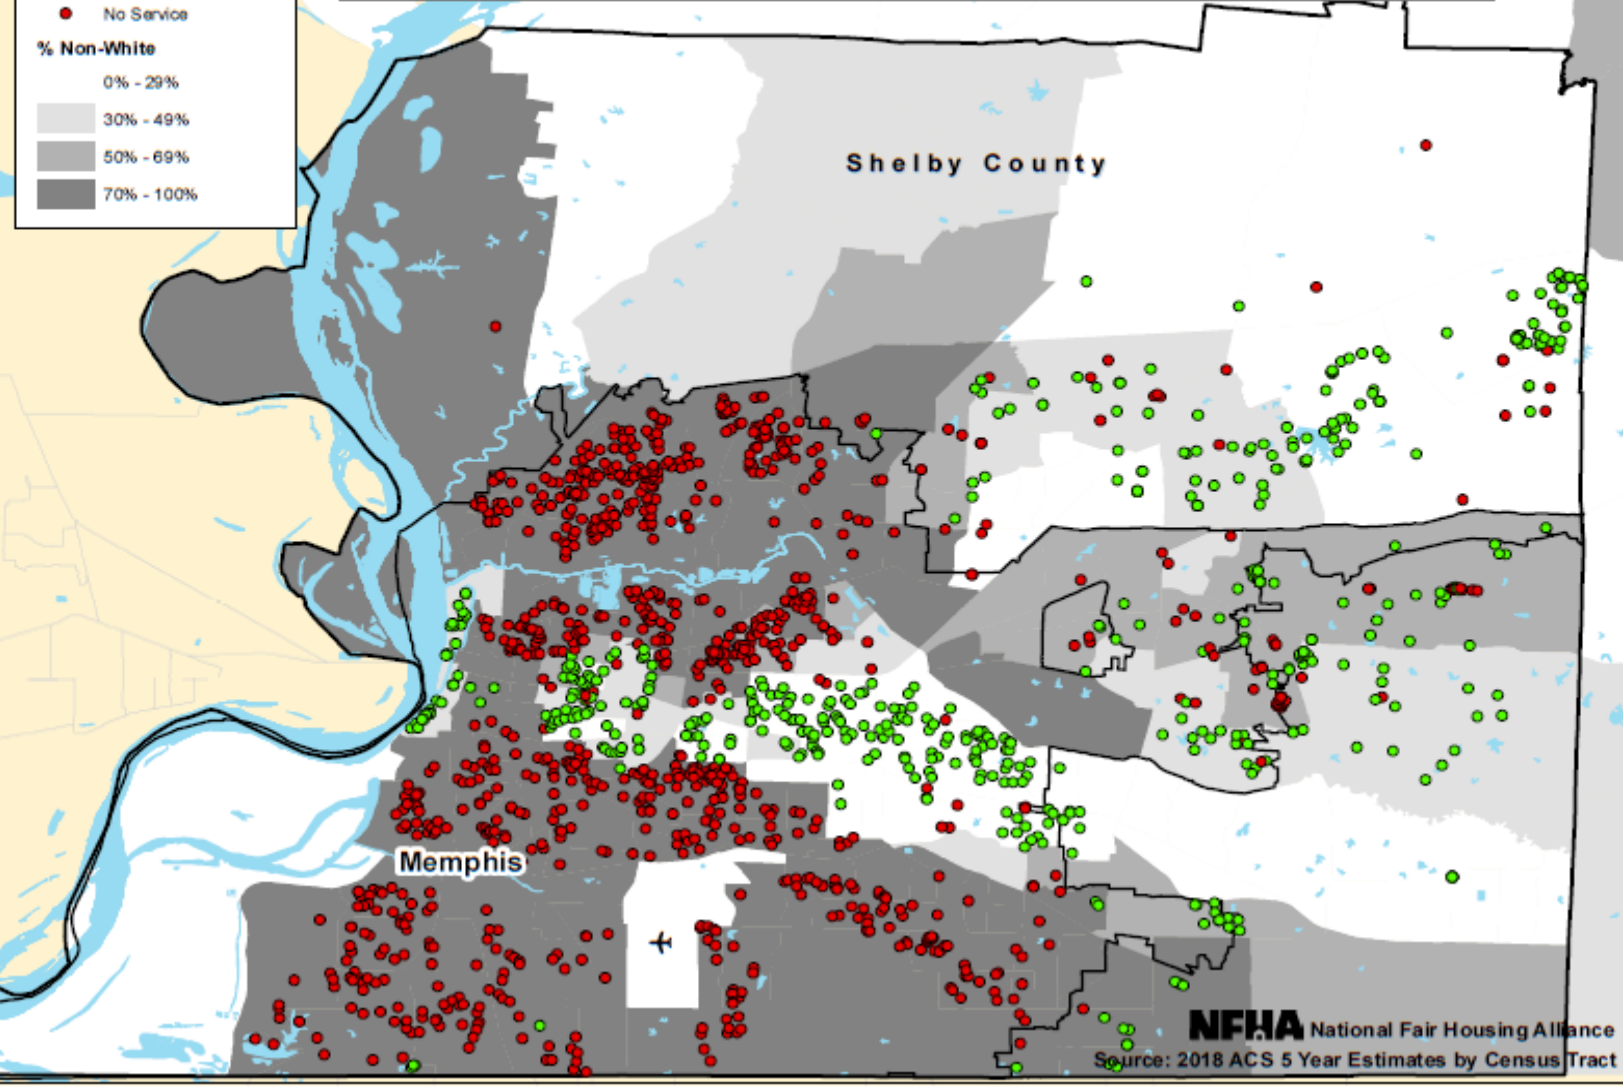 No Service
% Non-White
0% - 29%
30% - 49%
50% - 69%
70% - 100%
Shelby County
Memphis
NFHA National Fair Housing Alliance
Source: 2018 ACS 5 Year Estimates by Census Tract